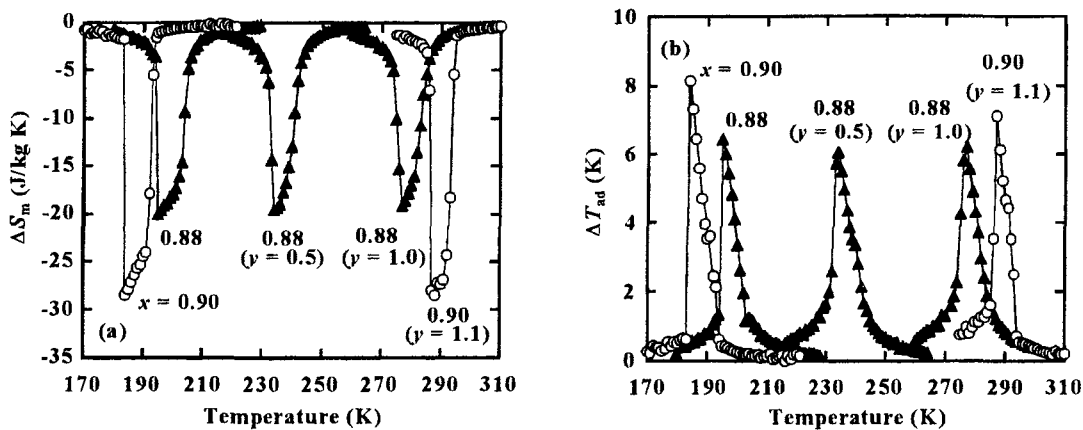 0
-5
-10
-15
-20
-25
-30
-35
ΔSm (J/kg K)
0.88
0.88
(y = 0.5)
0.88
(y = 1.0)
x = 0.90
0.90
(y = 1.1)
(a)
170 190 210 230 250 270 290 310
Temperature (K)
10
8
6
4
2
0
ΔTad (K)
(b)
x = 0.90
0.88
0.88
(y = 0.5)
0.88
(y = 1.0)
0.90
(y = 1.1)
170 190 210 230 250 270 290 310
Temperature (K)